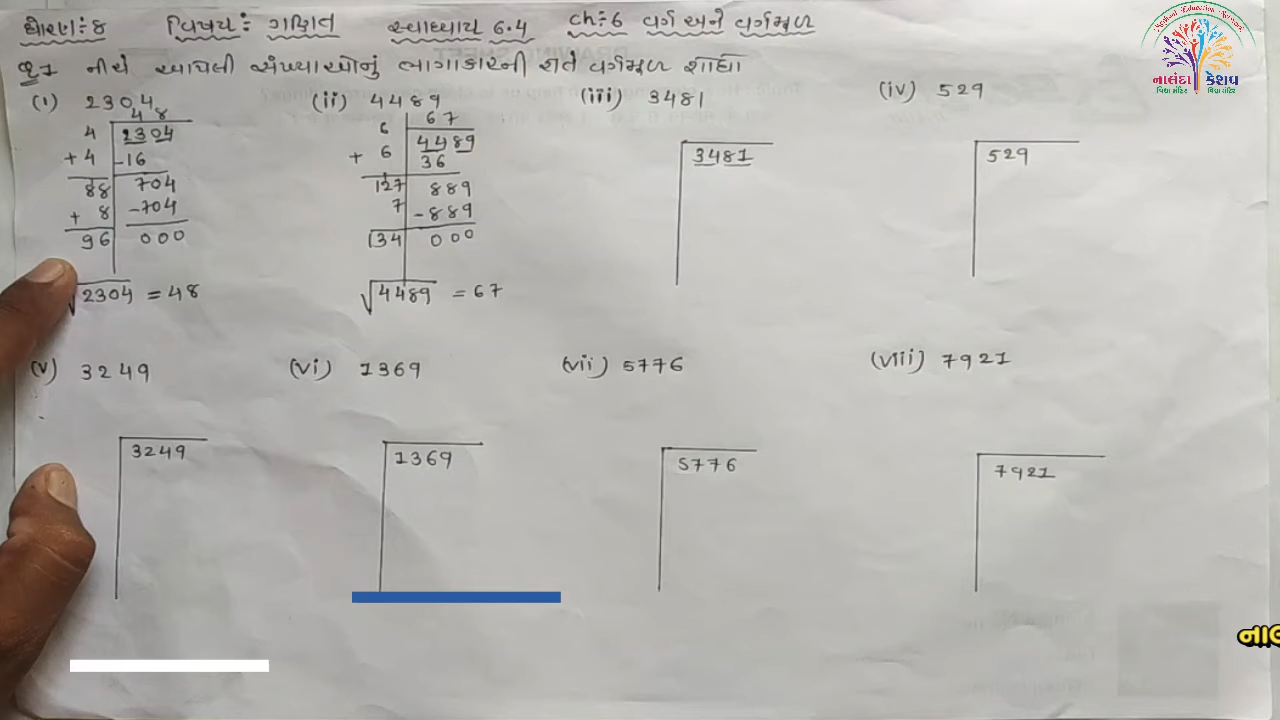 ધોરણ:૮ વિષય: ગણિત સ્વાધ્યાય 6.4 ch:6 વર્ગ અને વર્ગમૂળ
પ્ર 1 નીચે આપેલી સંખ્યાઓનું ભાગાકારની રીતે વર્ગમૂળ શોધો
(i) 2304 (ii) 4489 (iii) 3481 (iv) 529
48 67
4 2304 6 4489 3481 529
+4 -16 + 6 36
88 704 127 889
+ 8 -704 7 -889
96 000 134 000
√2304 = 48 √4489 = 67
(v) 3249 (vi) 1369 (vii) 5776 (viii) 7921
3249 1369 5776 7921
નાલંદા કેશવ
વિદ્યામંદિર વિદ્યામંદિર